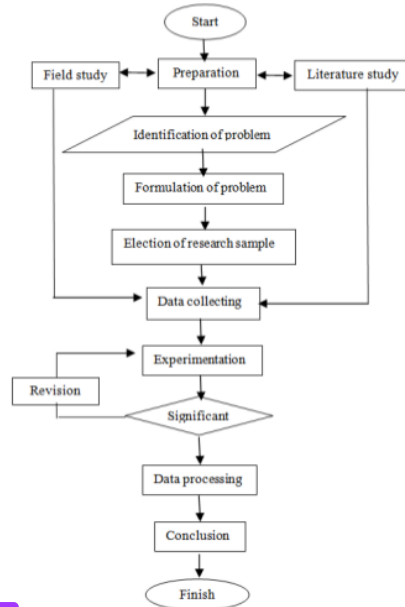 Start
Field study
Preparation
Literature study
Identification of problem
Formulation of problem
Election of research sample
Data collecting
Experimentation
Revision
Significant
Data processing
Conclusion
Finish